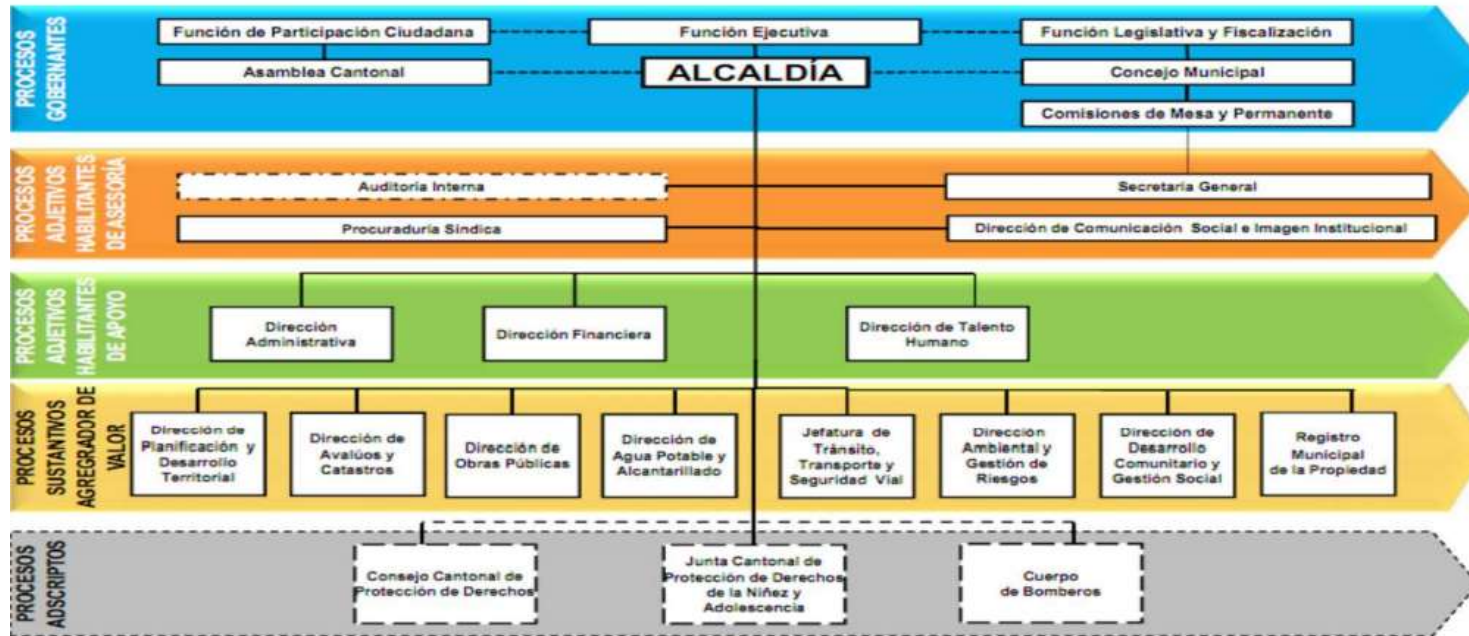 PROCESOS
GOBERNANTES
Función de Participación Ciudadana
Función Ejecutiva
Función Legislativa y Fiscalización
Asamblea Cantonal
ALCALDÍA
Concejo Municipal
Comisiones de Mesa y Permanente
PROCESOS
ADJETIVOS
HABILITANTES
DE ASESORÍA
Auditoría Interna
Secretaría General
Procuraduría Síndica
Dirección de Comunicación Social e Imagen Institucional
PROCESOS
ADJETIVOS
HABILITANTES
DE APOYO
Dirección
Administrativa
Dirección Financiera
Dirección de Talento
Humano
PROCESOS
SUSTANTIVOS
AGREGRADOR DE
VALOR
Dirección de
Planificación y
Desarrollo
Territorial
Dirección de
Avalúos y
Catastros
Dirección de
Obras Públicas
Dirección de
Agua Potable y
Alcantarillado
Jefatura de
Tránsito,
Transporte y
Seguridad Vial
Dirección
Ambiental y
Gestión de
Riesgos
Dirección de
Desarrollo
Comunitario y
Gestión Social
Registro
Municipal
de la Propiedad
PROCESOS
ADSCRIPTOS
Consejo Cantonal de
Protección de Derechos
Junta Cantonal de
Protección de Derechos
de la Niñez y
Adolescencia
Cuerpo
de Bomberos